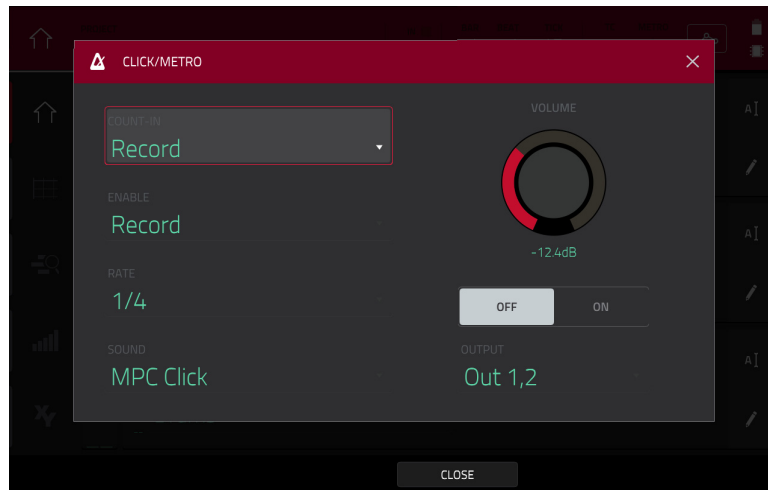 CLICK/METRO
COUNT-IN
Record
ENABLE
Record
RATE
1/4
SOUND
MPC Click
VOLUME
-12.4dB
OFF ON
OUTPUT
Out 1,2
CLOSE